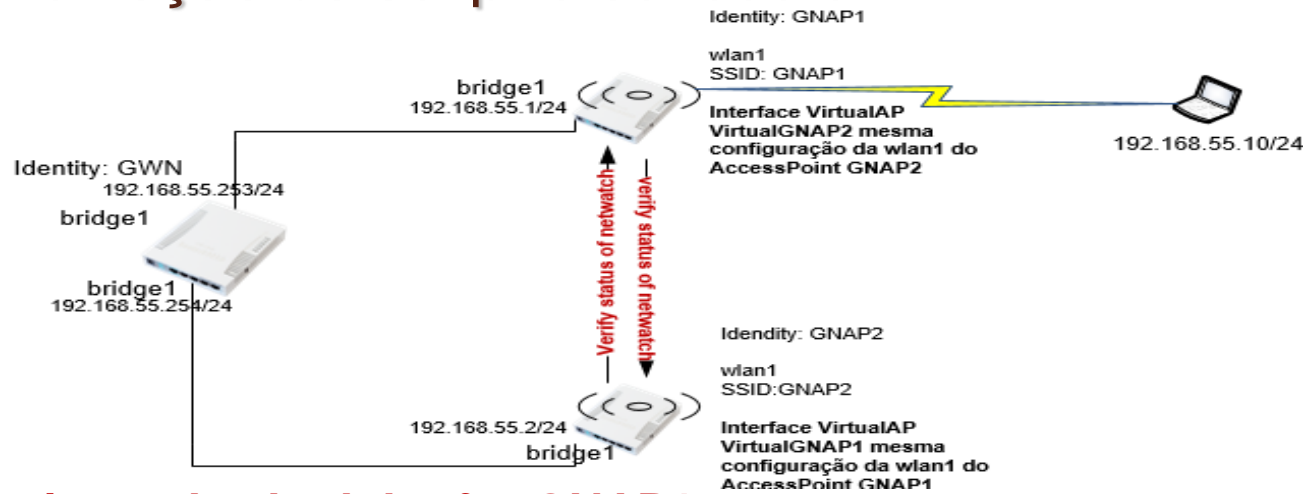 Identity: GNAP1
wlan1
SSID: GNAP1
bridge1
192.168.55.1/24
Interface VirtualAP
VirtualGNAP2 mesma
configuração da wlan1 do
AccessPoint GNAP2
192.168.55.10/24
Identity: GWN
192.168.55.253/24
bridge1
bridge1
192.168.55.254/24
Verify status of netwatch
verify status of netwatch
Idendity: GNAP2
wlan1
SSID:GNAP2
192.168.55.2/24
bridge1
Interface VirtualAP
VirtualGNAP1 mesma
configuração da wlan1 do
AccessPoint GNAP1